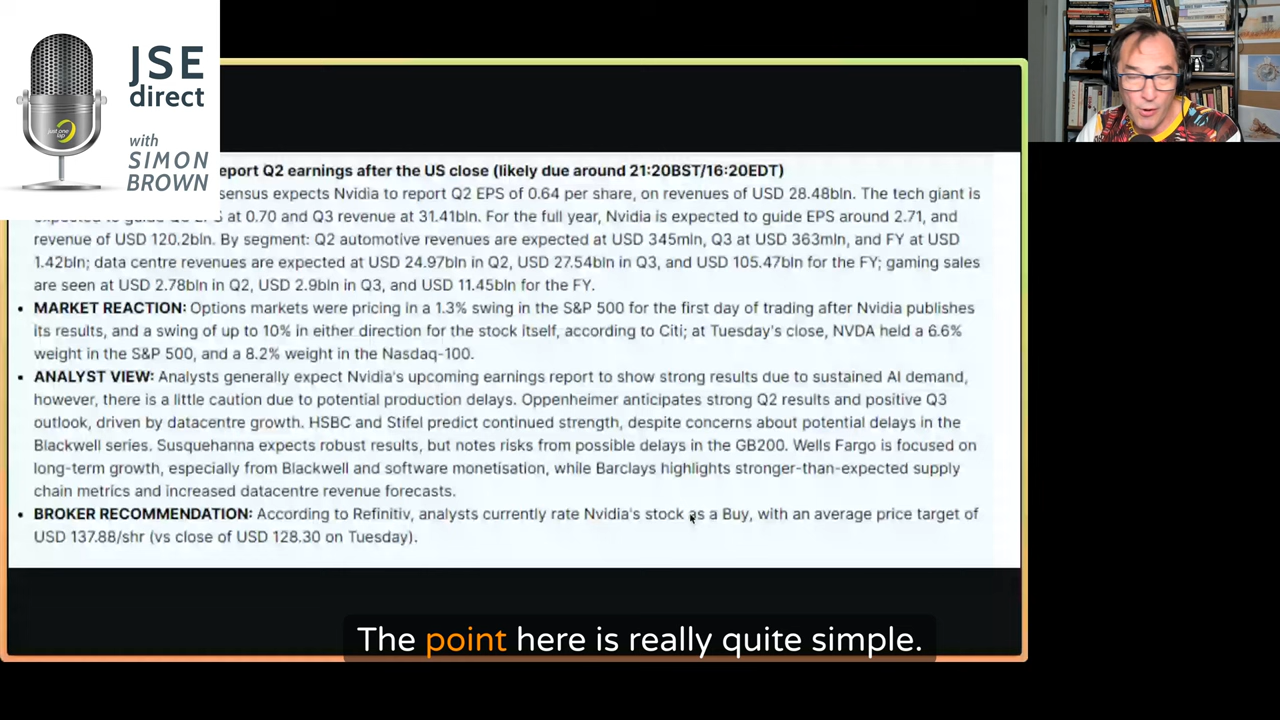 JSE
direct
with
SIMON
BROWN
just one
lap
eport Q2 earnings after the US close (likely due around 21:20BST/16:20EDT)
sensus expects Nvidia to report Q2 EPS of 0.64 per share, on revenues of USD 28.48bln. The tech giant is
at 0.70 and Q3 revenue at 31.41bln. For the full year, Nvidia is expected to guide EPS around 2.71, and
revenue of USD 120.2bln. By segment: Q2 automotive revenues are expected at USD 345mln, Q3 at USD 363mln, and FY at USD
1.42bln; data centre revenues are expected at USD 24.97bln in Q2, USD 27.54bln in Q3, and USD 105.47bln for the FY; gaming sales
are seen at USD 2.78bln in Q2, USD 2.9bln in Q3, and USD 11.45bln for the FY.
• MARKET REACTION: Options markets were pricing in a 1.3% swing in the S&P 500 for the first day of trading after Nvidia publishes
its results, and a swing of up to 10% in either direction for the stock itself, according to Citi; at Tuesday's close, NVDA held a 6.6%
weight in the S&P 500, and a 8.2% weight in the Nasdaq-100.
• ANALYST VIEW: Analysts generally expect Nvidia's upcoming earnings report to show strong results due to sustained AI demand,
however, there is a little caution due to potential production delays. Oppenheimer anticipates strong Q2 results and positive Q3
outlook, driven by datacentre growth. HSBC and Stifel predict continued strength, despite concerns about potential delays in the
Blackwell series. Susquehanna expects robust results, but notes risks from possible delays in the GB200. Wells Fargo is focused on
long-term growth, especially from Blackwell and software monetisation, while Barclays highlights stronger-than-expected supply
chain metrics and increased datacentre revenue forecasts.
• BROKER RECOMMENDATION: According to Refinitiv, analysts currently rate Nvidia's stock as a Buy, with an average price target of
USD 137.88/shr (vs close of USD 128.30 on Tuesday).
The point here is really quite simple.